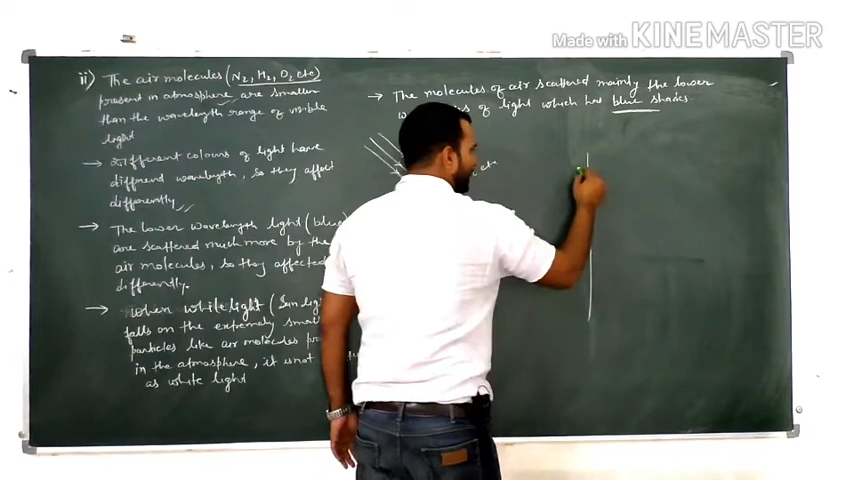 Made with KINEMASTER
ii) The air molecules (N2, H2, O2 etc)
present in atmosphere are smaller
than the wavelength range of visible
light
→ Different colours of light have
different wavelength, so they affect
differently
→ The lower wavelength light (blue)
are scattered much more by the
air molecules, so they affected
differently.
→ When white light (Sun lig
falls on the extremely small
particles like air molecules
in the atmosphere, it is not
as white light
→ The molecules of air scattered mainly the lower
of light which has blue shades
etc